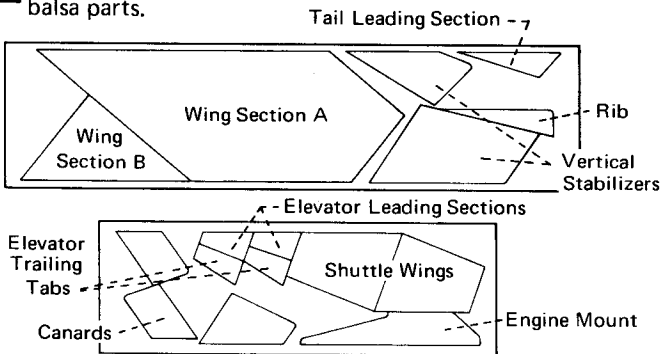 balsa parts.
Tail Leading Section
Wing Section A
Rib
Wing
Section B
Vertical
Stabilizers
Elevator Leading Sections
Elevator
Trailing
Tabs
Shuttle Wings
Engine Mount
Canards